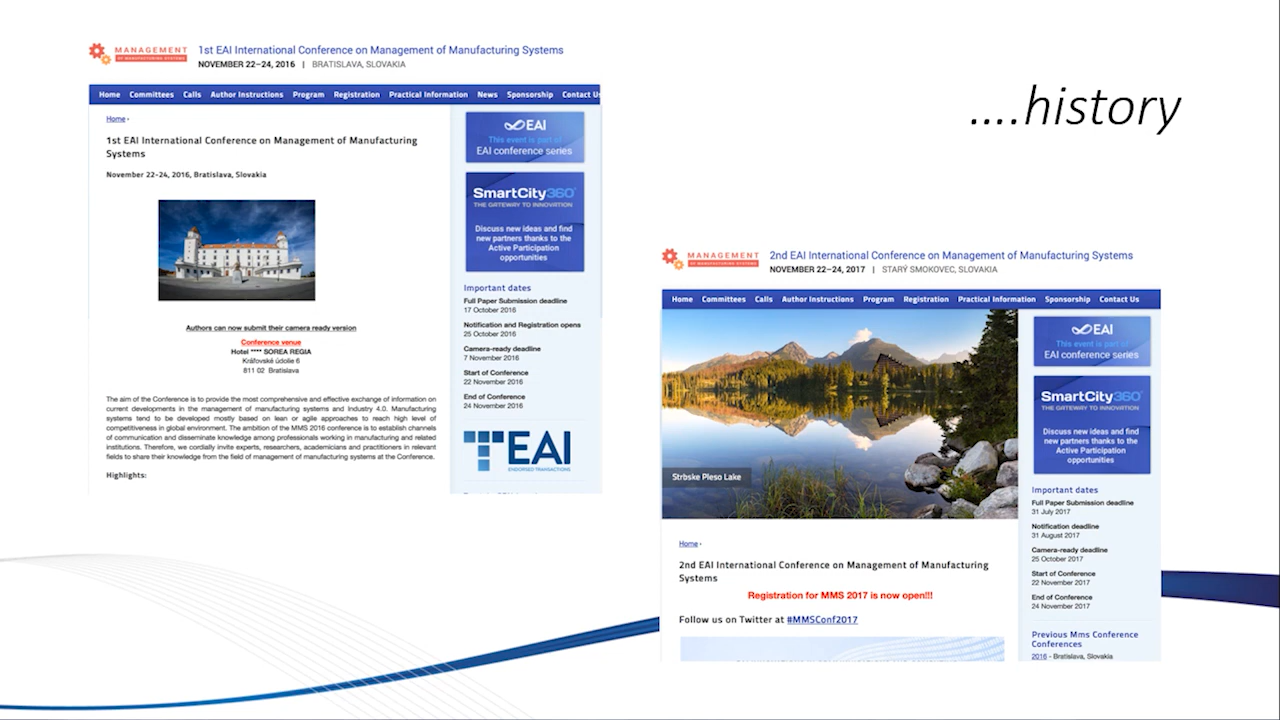 ....history
MANAGEMENT
OF MANUFACTURING SYSTEMS
1st EAI International Conference on Management of Manufacturing Systems
NOVEMBER 22–24, 2016 | BRATISLAVA, SLOVAKIA
Home Committees Calls Author Instructions Program Registration Practical Information News Sponsorship Contact Us
Home ›
1st EAI International Conference on Management of Manufacturing
Systems
November 22-24, 2016, Bratislava, Slovakia
Authors can now submit their camera ready version
Conference venue
Hotel **** SOREA REGIA
Kráľovské údolie 6
811 02 Bratislava
The aim of the Conference is to provide the most comprehensive and effective exchange of information on
current developments in the management of manufacturing systems and Industry 4.0. Manufacturing
systems tend to be developed mostly based on lean or agile approaches to reach high level of
competitiveness in global environment. The ambition of the MMS 2016 conference is to establish channels
of communication and disseminate knowledge among professionals working in manufacturing and related
institutions. Therefore, we cordially invite experts, researchers, academicians and practitioners in relevant
fields to share their knowledge from the field of management of manufacturing systems at the Conference.
Highlights:
EAI
This event is part of
EAI conference series
SmartCity360°
THE GATEWAY TO INNOVATION
Discuss new ideas and find
new partners thanks to the
Active Participation
opportunities
Important dates
Full Paper Submission deadline
17 October 2016
Notification and Registration opens
25 October 2016
Camera-ready deadline
7 November 2016
Start of Conference
22 November 2016
End of Conference
24 November 2016
EAI
ENDORSED TRANSACTIONS
MANAGEMENT
OF MANUFACTURING SYSTEMS
2nd EAI International Conference on Management of Manufacturing Systems
NOVEMBER 22–24, 2017 | STARÝ SMOKOVEC, SLOVAKIA
Home Committees Calls Author Instructions Program Registration Practical Information Sponsorship Contact Us
Strbske Pleso Lake
Home ›
2nd EAI International Conference on Management of Manufacturing
Systems
Registration for MMS 2017 is now open!!!
Follow us on Twitter at #MMSConf2017
EAI
This event is part of
EAI conference series
SmartCity360°
THE GATEWAY TO INNOVATION
Discuss new ideas and find
new partners thanks to the
Active Participation
opportunities
Important dates
Full Paper Submission deadline
31 July 2017
Notification deadline
31 August 2017
Camera-ready deadline
25 October 2017
Start of Conference
22 November 2017
End of Conference
24 November 2017
Previous Mms Conference
Conferences
2016 - Bratislava, Slovakia